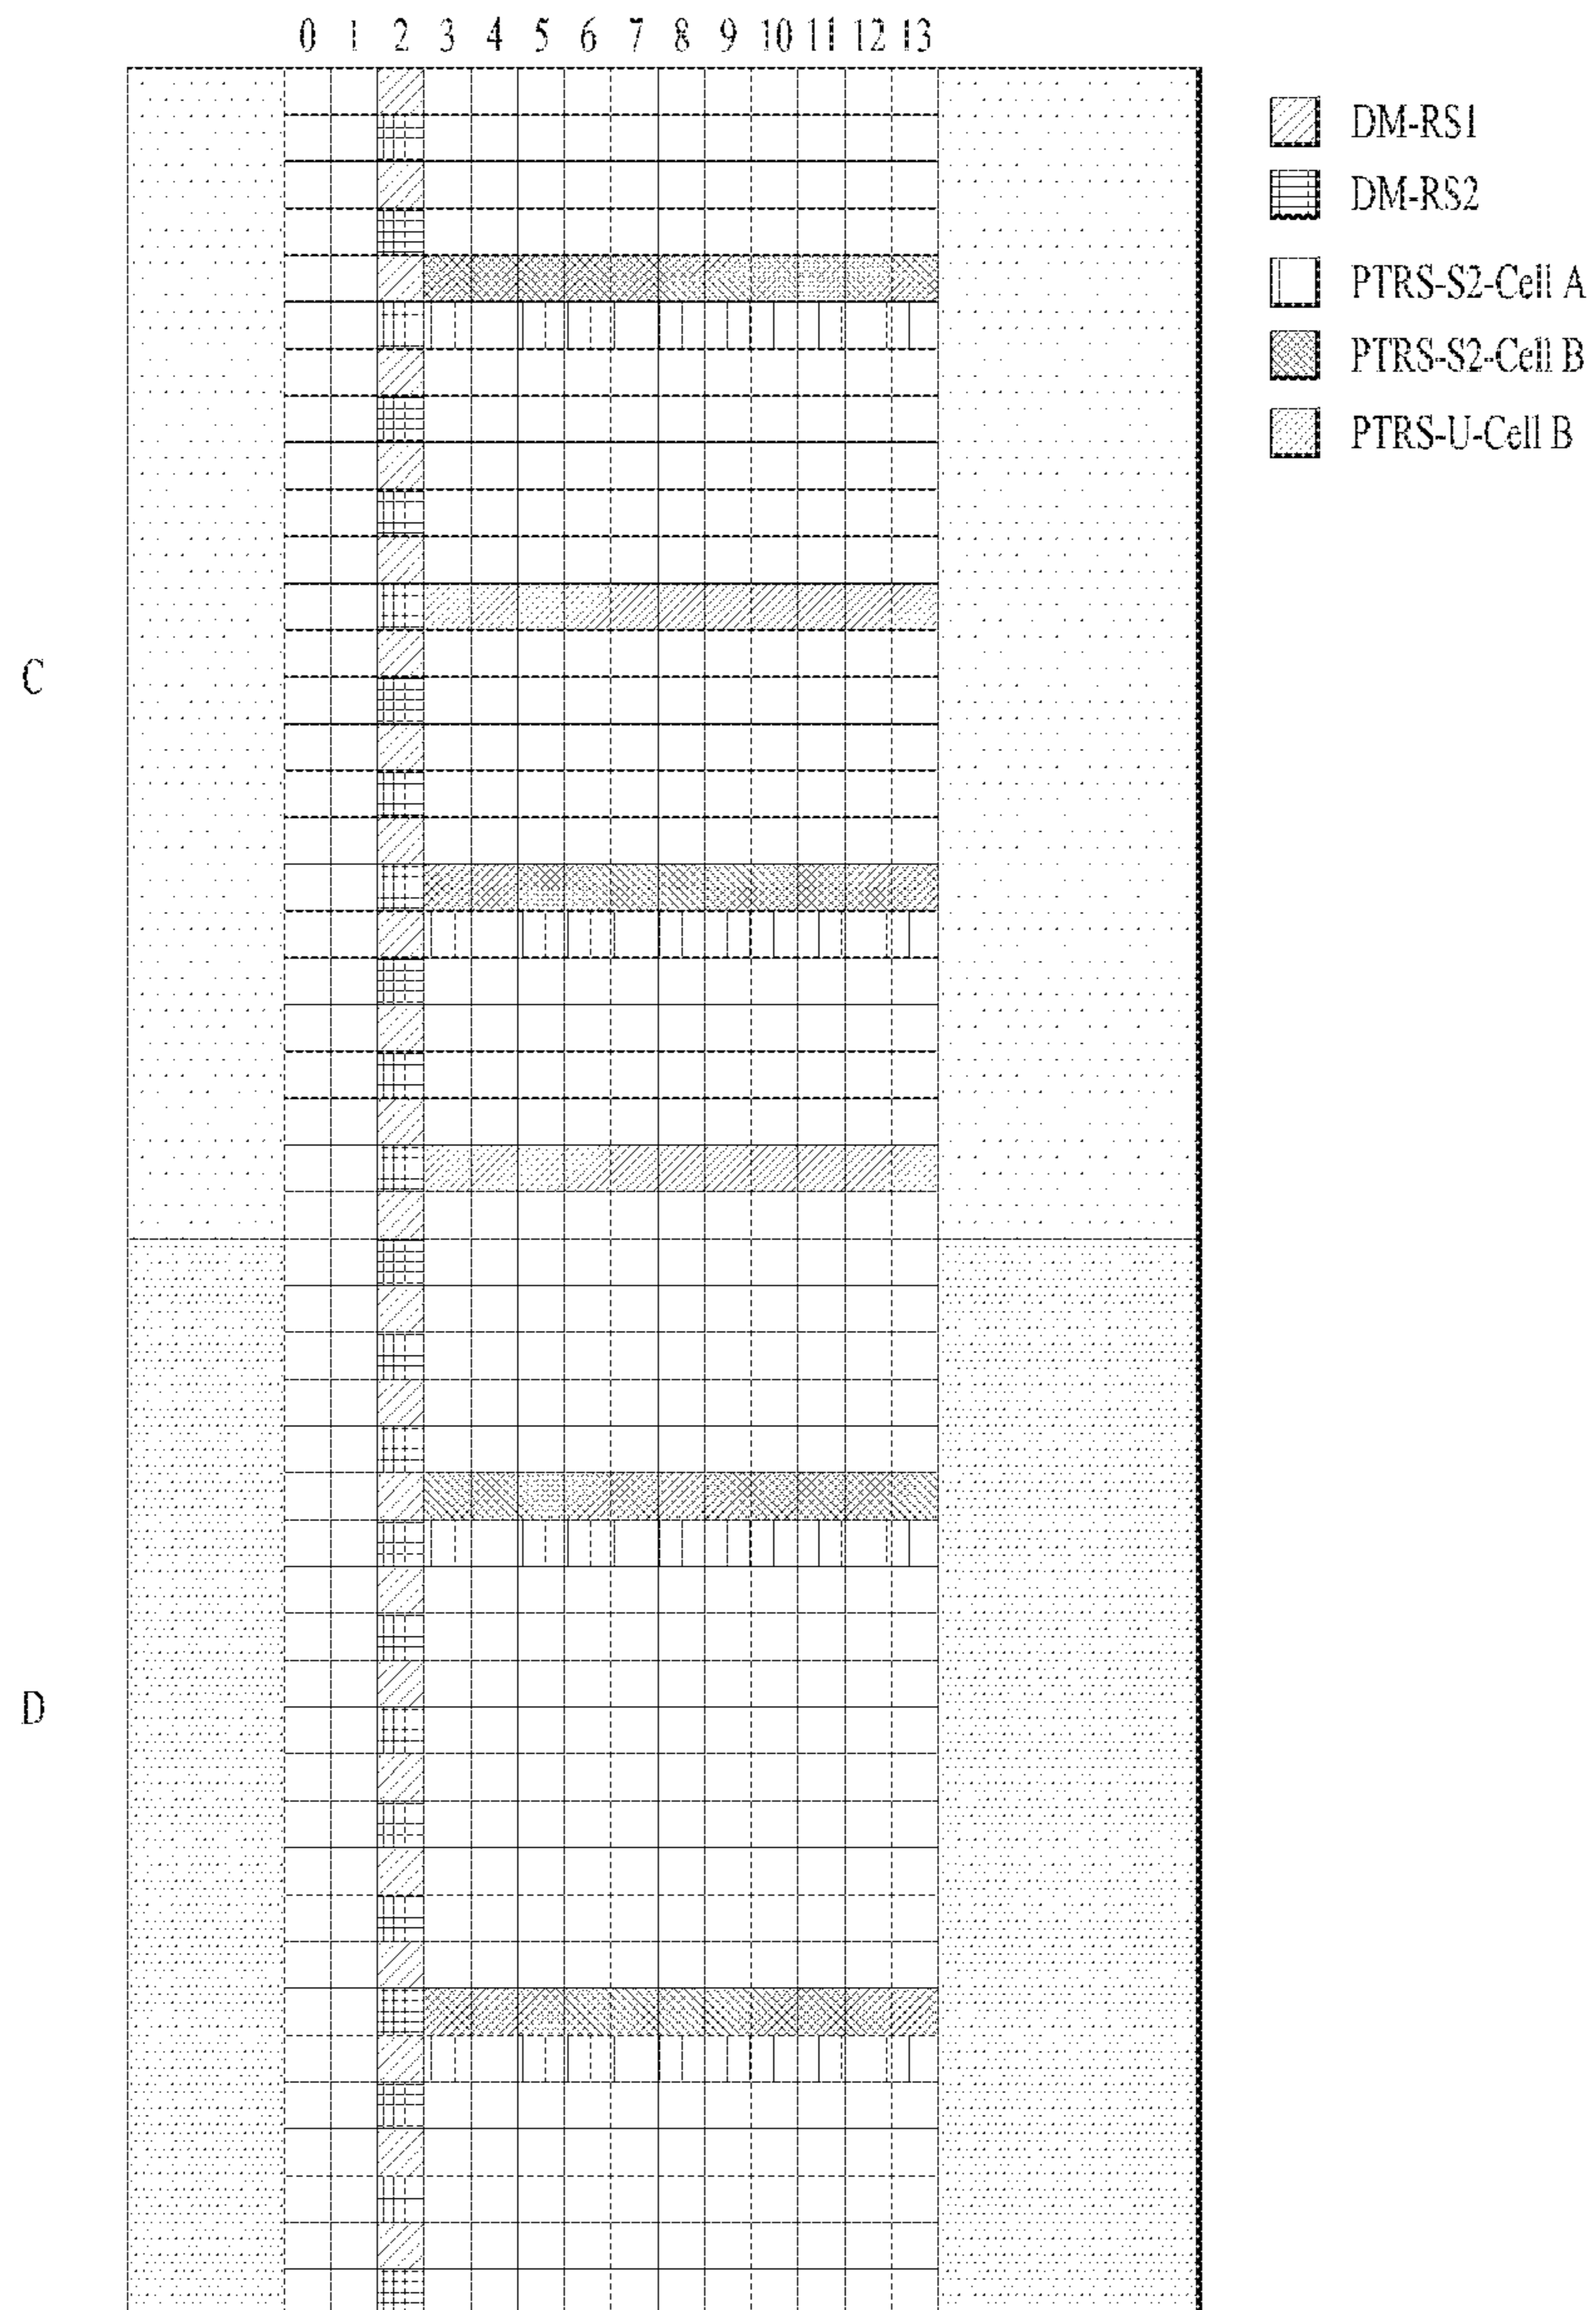 0 1 2 3 4 5 6 7 8 9 10 11 12 13
DM-RS1
DM-RS2
PTRS-S2-Cell A
PTRS-S2-Cell B
PTRS-U-Cell B
C
D